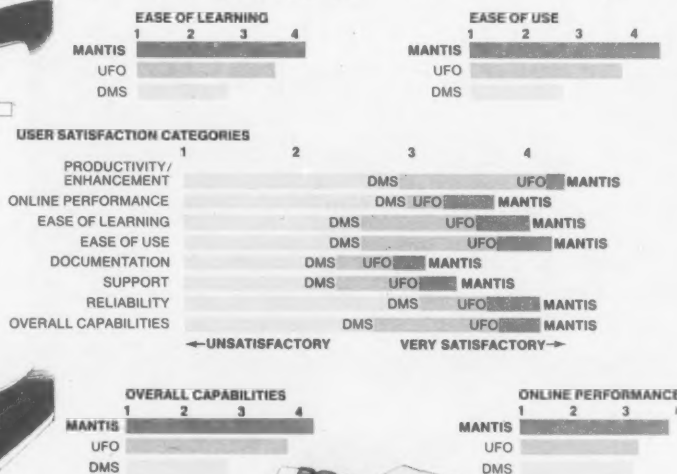 EASE OF LEARNING
1 2 3 4
MANTIS
UFO
DMS
EASE OF USE
1 2 3 4
MANTIS
UFO
DMS
USER SATISFACTION CATEGORIES
1 2 3 4
PRODUCTIVITY/
ENHANCEMENT DMS UFO MANTIS
ONLINE PERFORMANCE DMS UFO MANTIS
EASE OF LEARNING DMS UFO MANTIS
EASE OF USE DMS UFO MANTIS
DOCUMENTATION DMS UFO MANTIS
SUPPORT DMS UFO MANTIS
RELIABILITY DMS UFO MANTIS
OVERALL CAPABILITIES DMS UFO MANTIS
←UNSATISFACTORY VERY SATISFACTORY→
OVERALL CAPABILITIES
1 2 3 4
MANTIS
UFO
DMS
ONLINE PERFORMANCE
1 2 3
MANTIS
UFO
DMS